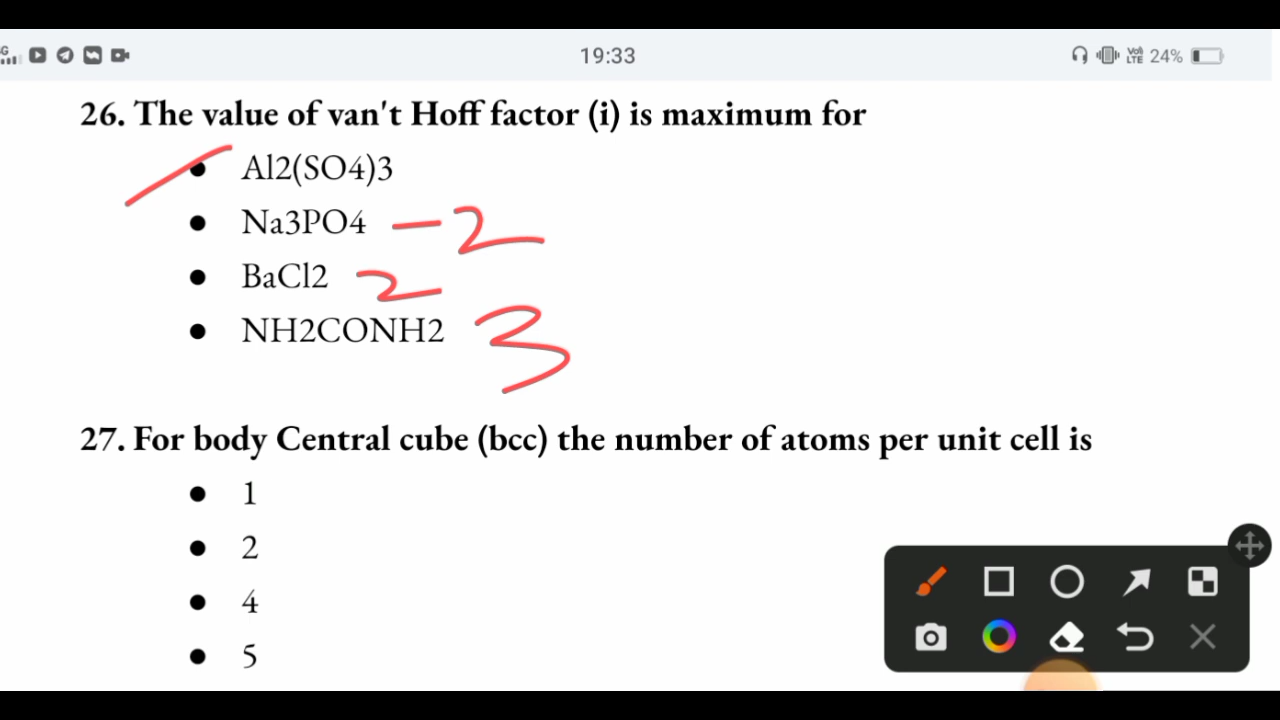 19:33
VoD LTE 24%
26. The value of van't Hoff factor (i) is maximum for
• Al2(SO4)3
• Na3PO4 – 2
• BaCl2 2
• NH2CONH2 3
27. For body Central cube (bcc) the number of atoms per unit cell is
• 1
• 2
• 4
• 5